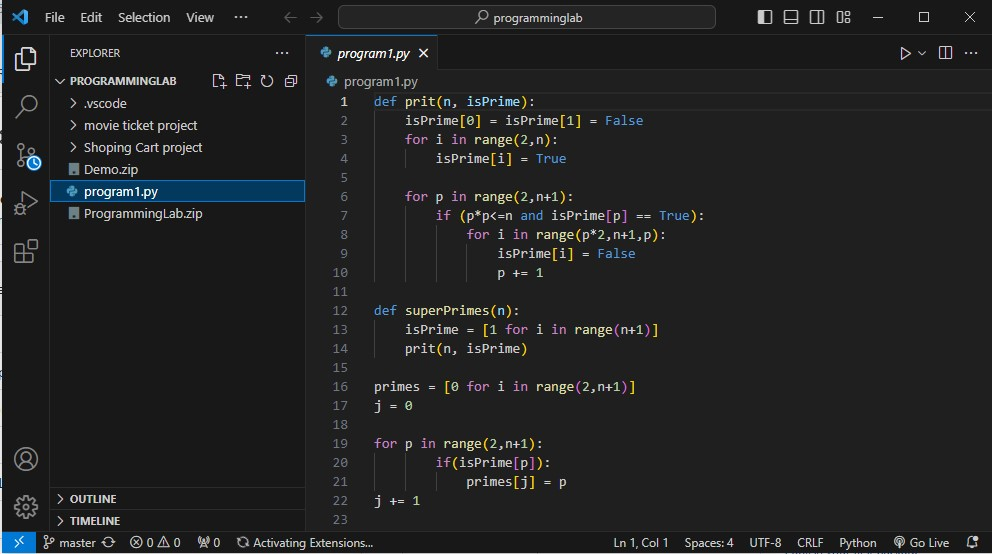 File Edit Selection View ··· programminglab
EXPLORER ···
program1.py
PROGRAMMINGLAB
program1.py
.vscode
movie ticket project
Shoping Cart project
Demo.zip
program1.py
ProgrammingLab.zip
OUTLINE
TIMELINE
1 def prit(n, isPrime):
2 isPrime[0] = isPrime[1] = False
3 for i in range(2,n):
4 isPrime[i] = True
5
6 for p in range(2,n+1):
7 if (p*p<=n and isPrime[p] == True):
8 for i in range(p*2,n+1,p):
9 isPrime[i] = False
10 p += 1
11
12 def superPrimes(n):
13 isPrime = [1 for i in range(n+1)]
14 prit(n, isPrime)
15
16 primes = [0 for i in range(2,n+1)]
17 j = 0
18
19 for p in range(2,n+1):
20 if(isPrime[p]):
21 primes[j] = p
22 j += 1
23
master 0 0 0 Activating Extensions... Ln 1, Col 1 Spaces: 4 UTF-8 CRLF Python Go Live